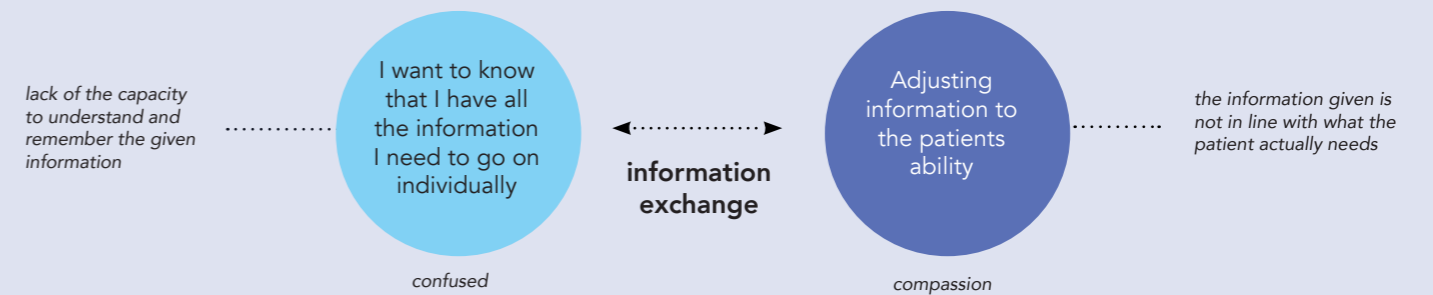 lack of the capacity
to understand and
remember the given
information
I want to know
that I have all
the information
I need to go on
individually
confused
information
exchange
Adjusting
information to
the patients
ability
compassion
the information given is
not in line with what the
patient actually needs